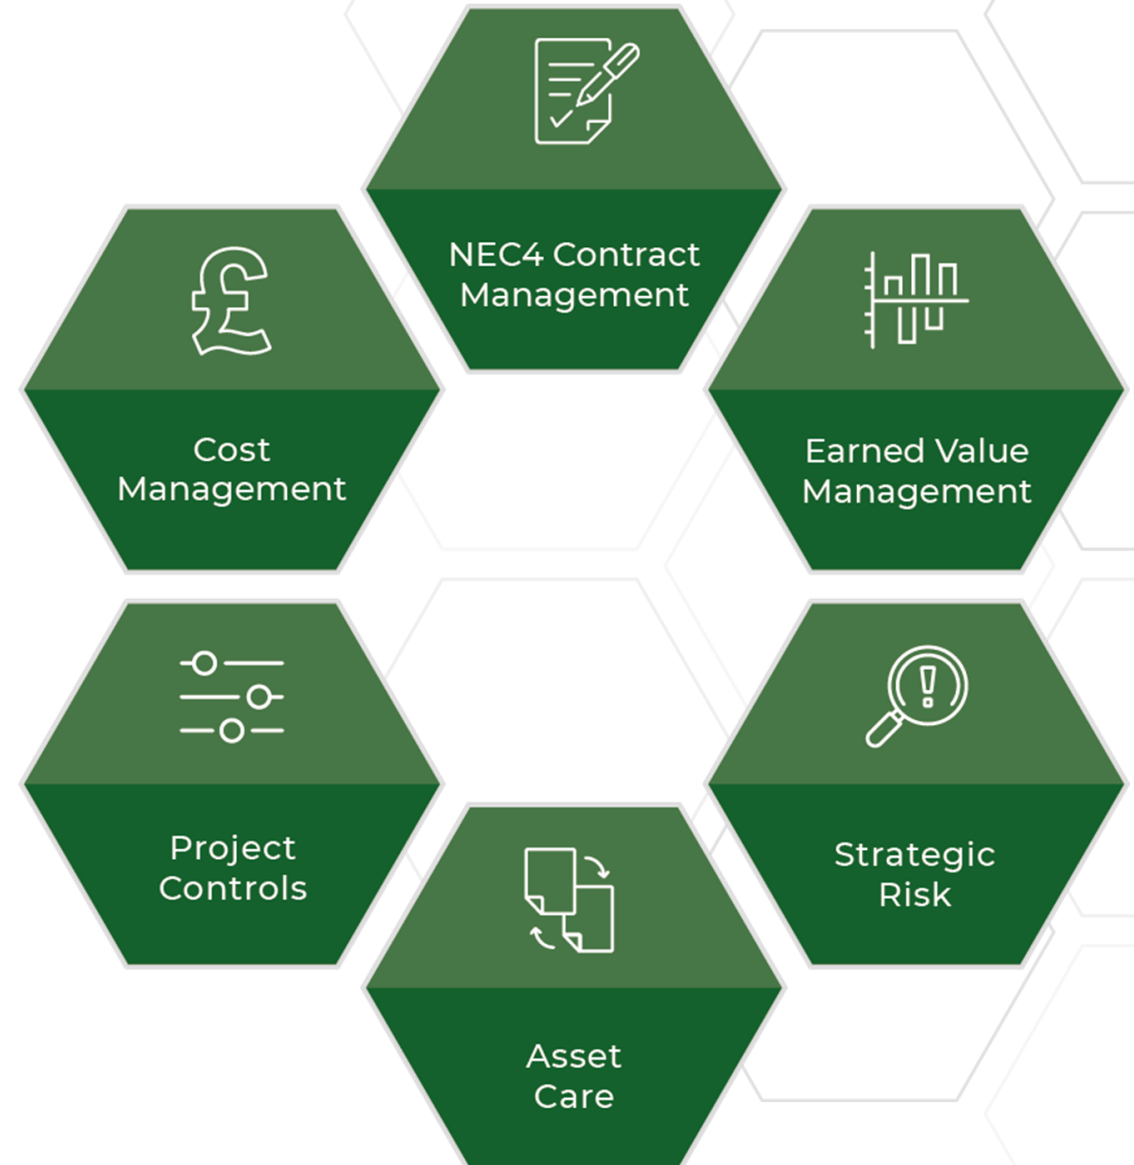 NEC4 Contract
Management
Cost
Management
Earned Value
Management
Project
Controls
Strategic
Risk
Asset
Care